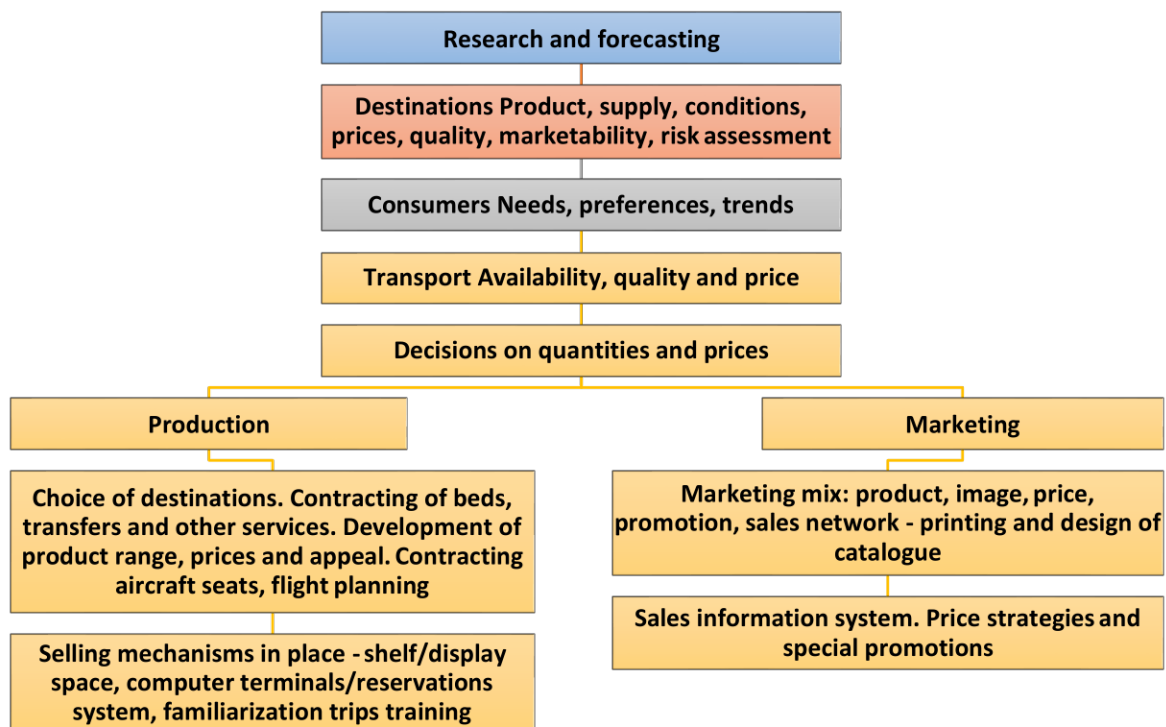 Research and forecasting
Destinations Product, supply, conditions,
prices, quality, marketability, risk assessment
Consumers Needs, preferences, trends
Transport Availability, quality and price
Decisions on quantities and prices
Production
Choice of destinations. Contracting of beds,
transfers and other services. Development of
product range, prices and appeal. Contracting
aircraft seats, flight planning
Selling mechanisms in place - shelf/display
space, computer terminals/reservations
system, familiarization trips training
Marketing
Marketing mix: product, image, price,
promotion, sales network - printing and design of
catalogue
Sales information system. Price strategies and
special promotions